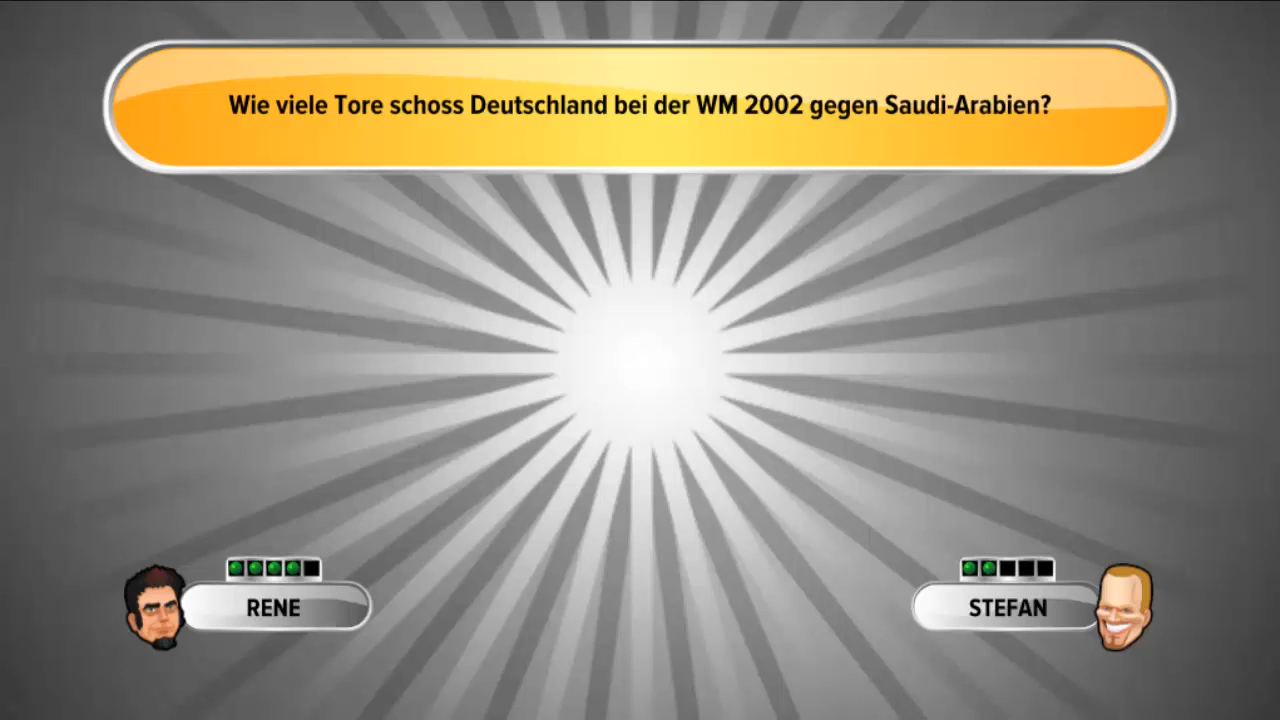 Wie viele Tore schoss Deutschland bei der WM 2002 gegen Saudi-Arabien?
RENE
STEFAN